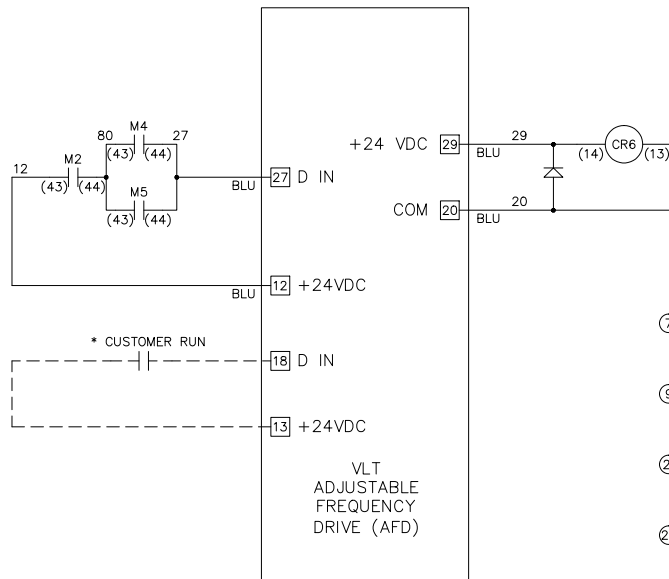 M4
80 27
(43) (44)
12 M2
(43) (44)
M5
(43) (44)
BLU
27 D IN
BLU
12 +24VDC
* CUSTOMER RUN
18 D IN
13 +24VDC
VLT
ADJUSTABLE
FREQUENCY
DRIVE (AFD)
+24 VDC 29
29
BLU
(14) CR6 (13)
COM 20
20
BLU
7
9